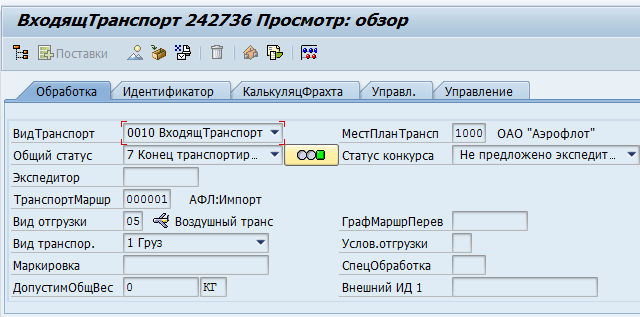 ВходящТранспорт 242736 Просмотр: обзор
Поставки
Обработка Идентификатор КалькуляцФрахта Управл. Управление
ВидТранспорт 0010 ВходящТранспорт МестПланТрансп 1000 ОАО "Аэрофлот"
Общий статус 7 Конец транспортир... Статус конкурса Не предложено экспедит...
Экспедитор
ТранспортМаршр 000001 АФЛ:Импорт
Вид отгрузки 05 Воздушный транс ГрафМаршрПерев
Вид транспор. 1 Груз Услов.отгрузки
Маркировка СпецОбработка
ДопустимОбщВес 0 КГ Внешний ИД 1